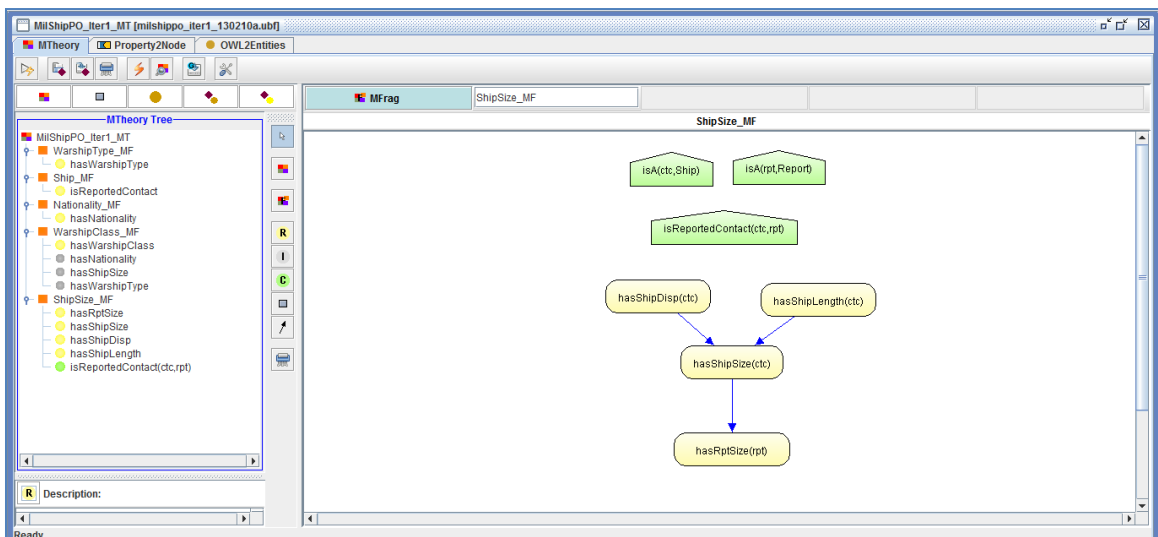 MilShipPO_Iter1_MT [milshippo_iter1_130210a.ubf]
MTheory Property2Node OWL2Entities
MFrag ShipSize_MF
MTheory Tree
ShipSize_MF
MilShipPO_Iter1_MT
WarshipType_MF
hasWarshipType
Ship_MF
isReportedContact
Nationality_MF
hasNationality
WarshipClass_MF
hasWarshipClass
hasNationality
hasShipSize
hasWarshipType
ShipSize_MF
hasRptSize
hasShipSize
hasShipDisp
hasShipLength
isReportedContact(ctc,rpt)
R
I
C
isA(ctc,Ship) isA(rpt,Report)
isReportedContact(ctc,rpt)
hasShipDisp(ctc) hasShipLength(ctc)
hasShipSize(ctc)
hasRptSize(rpt)
R Description:
Ready